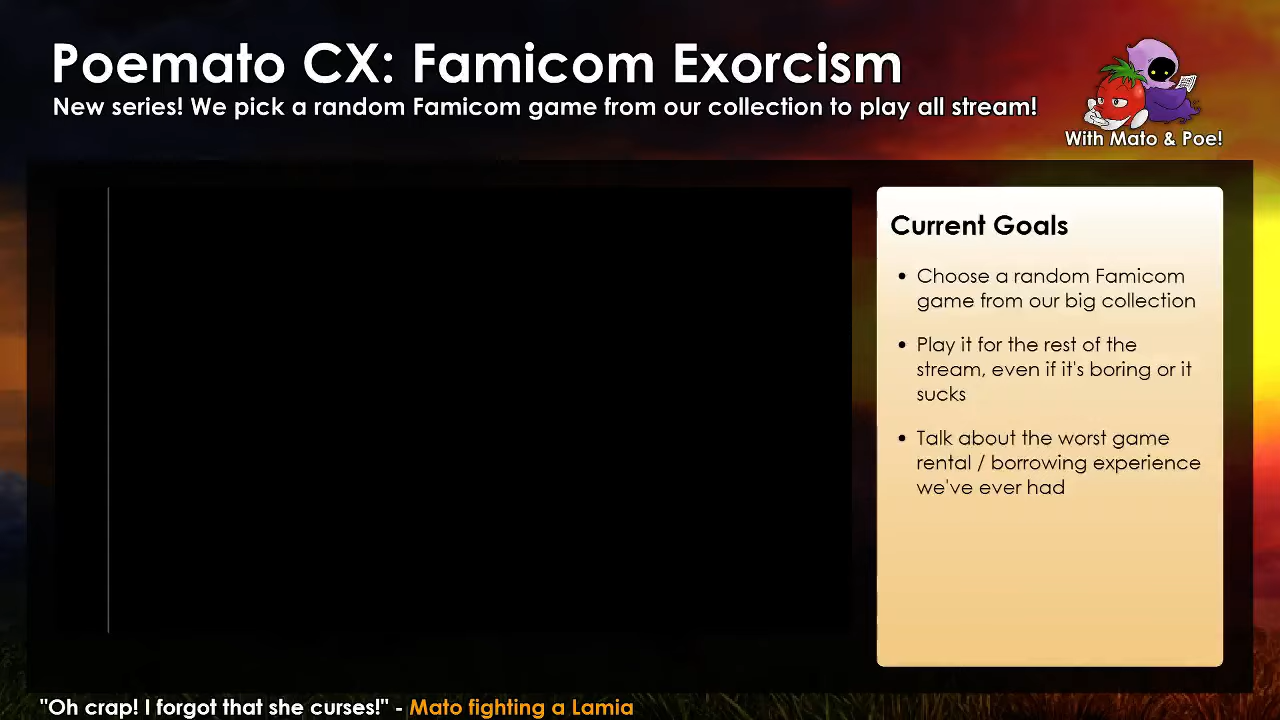 Poemato CX: Famicom Exorcism
New series! We pick a random Famicom game from our collection to play all stream!
With Mato & Poe!
Current Goals
• Choose a random Famicom
game from our big collection
• Play it for the rest of the
stream, even if it's boring or it
sucks
• Talk about the worst game
rental / borrowing experience
we've ever had
"Oh crap! I forgot that she curses!" - Mato fighting a Lamia